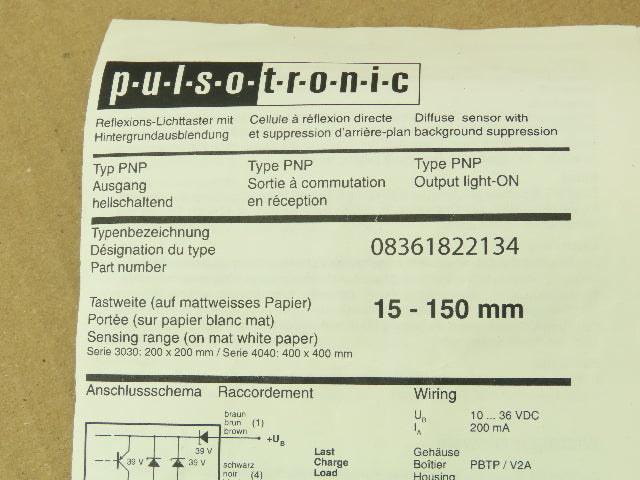 p·u·l·s·o·t·r·o·n·i·c
Reflexions-Lichttaster mit Cellule à réflexion directe Diffuse sensor with
Hintergrundausblendung et suppression d'arrière-plan background suppression
Typ PNP Type PNP Type PNP
Ausgang Sortie à commutation Output light-ON
hellschaltend en réception
Typenbezeichnung
Désignation du type 08361822134
Part number
Tastweite (auf mattweisses Papier)
Portée (sur papier blanc mat) 15 - 150 mm
Sensing range (on mat white paper)
Serie 3030: 200 x 200 mm / Serie 4040: 400 x 400 mm
Anschlussschema Raccordement Wiring
braun
brun (1)
brown
+UB
UB 10 ... 36 VDC
IA 200 mA
39 V
39 V 39 V
schwarz
noir (4)
Last
Charge
Load
Gehäuse
Boîtier PBTP / V2A
Housing